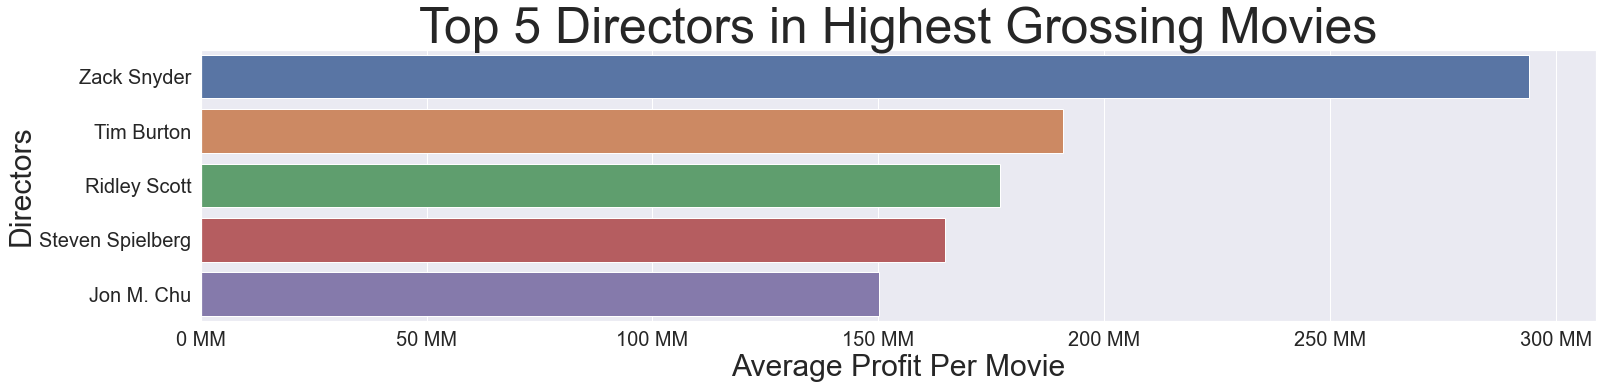 Top 5 Directors in Highest Grossing Movies
Directors
Zack Snyder
Tim Burton
Ridley Scott
Steven Spielberg
Jon M. Chu
0 MM 50 MM 100 MM 150 MM 200 MM 250 MM 300 MM
Average Profit Per Movie